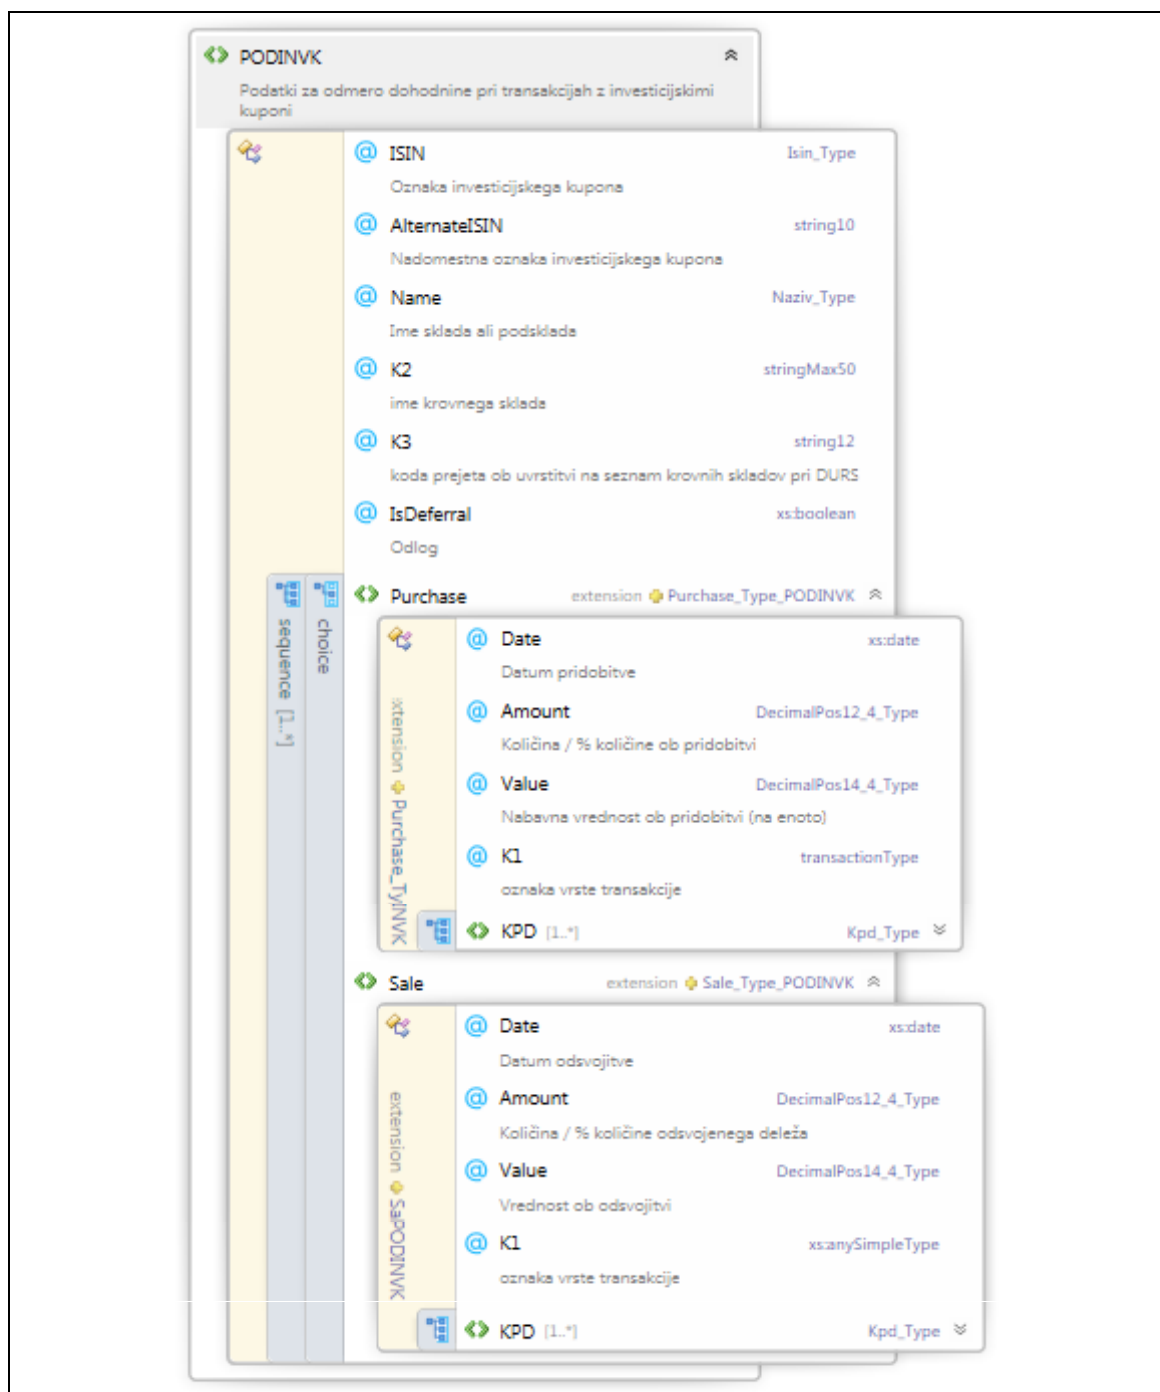 PODINVK
Podatki za odmero dohodnine pri transakcijah z investicijskimi
kuponi
@ ISIN Isin_Type
Oznaka investicijskega kupona
@ AlternateISIN string10
Nadomestna oznaka investicijskega kupona
@ Name Naziv_Type
Ime sklada ali podsklada
@ K2 stringMax50
ime krovnega sklada
@ K3 string12
koda prejeta ob uvrstitvi na seznam krovnih skladov pri DURS
@ IsDeferral xs:boolean
Odlog
sequence [1..*]
choice
Purchase extension Purchase_Type_PODINVK
xtension Purchase_TyINVK
@ Date xs:date
Datum pridobitve
@ Amount DecimalPos12_4_Type
Količina / % količine ob pridobitvi
@ Value DecimalPos14_4_Type
Nabavna vrednost ob pridobitvi (na enoto)
@ K1 transactionType
oznaka vrste transakcije
KPD [1..*] Kpd_Type
Sale extension Sale_Type_PODINVK
extension SaPODINVK
@ Date xs:date
Datum odsvojitve
@ Amount DecimalPos12_4_Type
Količina / % količine odsvojenega deleža
@ Value DecimalPos14_4_Type
Vrednost ob odsvojitvi
@ K1 xs:anySimpleType
oznaka vrste transakcije
KPD [1..*] Kpd_Type